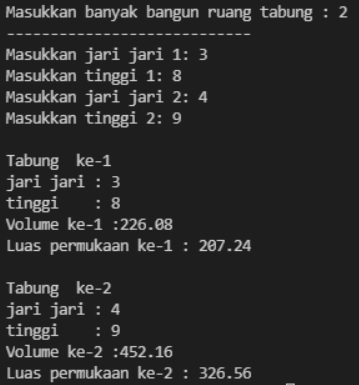 Masukkan banyak bangun ruang tabung : 2
----------------------------
Masukkan jari jari 1: 3
Masukkan tinggi 1: 8
Masukkan jari jari 2: 4
Masukkan tinggi 2: 9
Tabung  ke-1
jari jari : 3
tinggi    : 8
Volume ke-1 :226.08
Luas permukaan ke-1 : 207.24
Tabung  ke-2
jari jari : 4
tinggi    : 9
Volume ke-2 :452.16
Luas permukaan ke-2 : 326.56